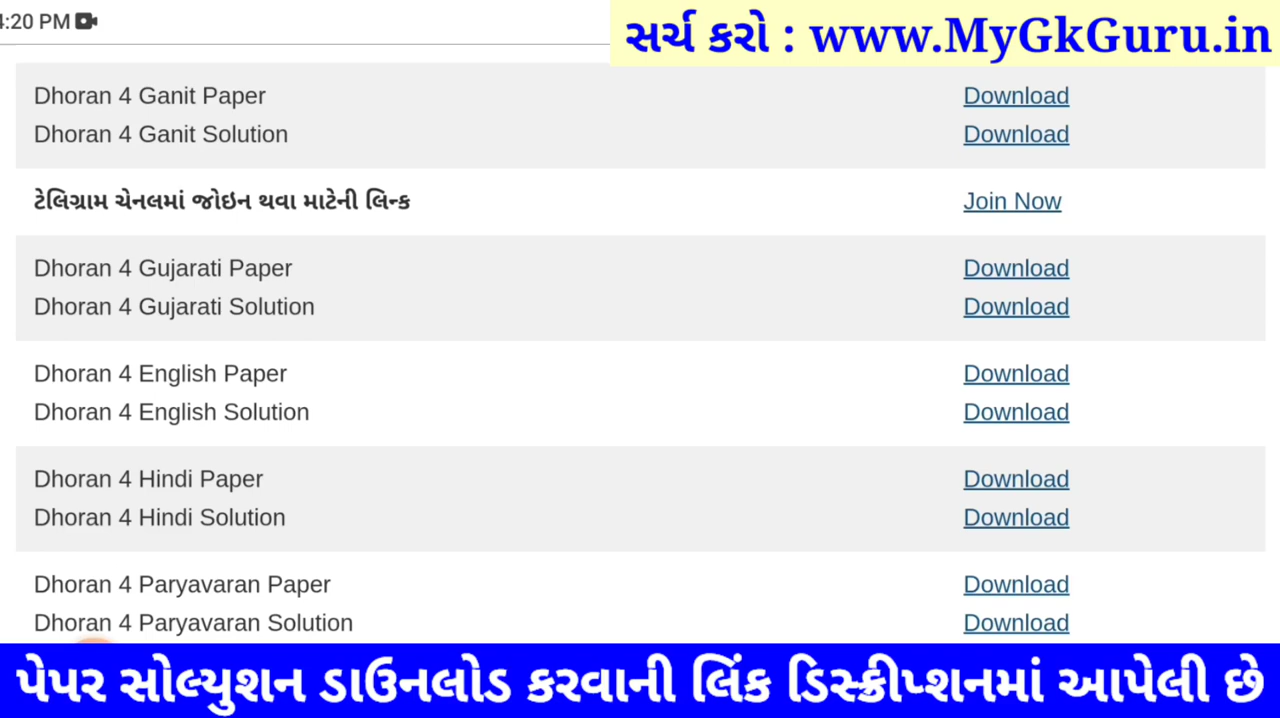 4:20 PM
સર્ચ કરો : www.MyGkGuru.in
Dhoran 4 Ganit Paper Download
Dhoran 4 Ganit Solution Download
ટેલિગ્રામ ચેનલમાં જોઇન થવા માટેની લિન્ક Join Now
Dhoran 4 Gujarati Paper Download
Dhoran 4 Gujarati Solution Download
Dhoran 4 English Paper Download
Dhoran 4 English Solution Download
Dhoran 4 Hindi Paper Download
Dhoran 4 Hindi Solution Download
Dhoran 4 Paryavaran Paper Download
Dhoran 4 Paryavaran Solution Download
પેપર સોલ્યુશન ડાઉનલોડ કરવાની લિંક ડિસ્ક્રીપ્શનમાં આપેલી છે